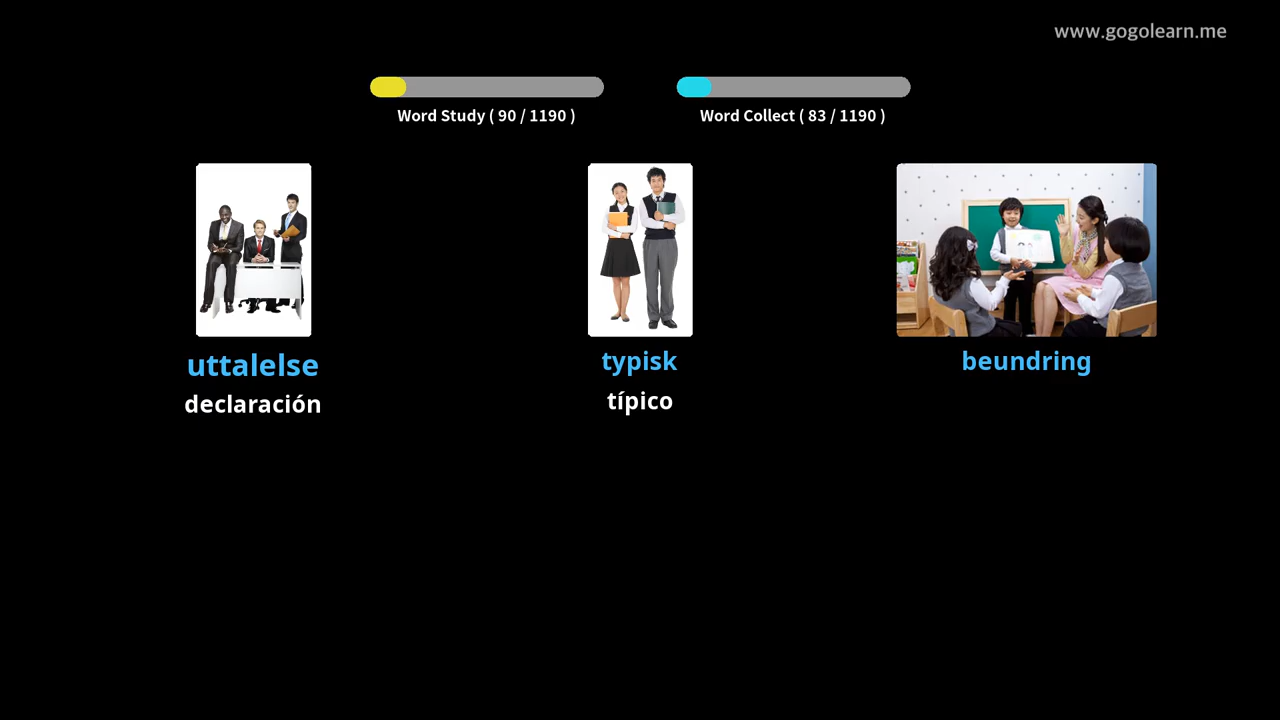 www.gogolearn.me
Word Study ( 90 / 1190 )
Word Collect ( 83 / 1190 )
uttalelse
declaración
typisk
típico
beundring